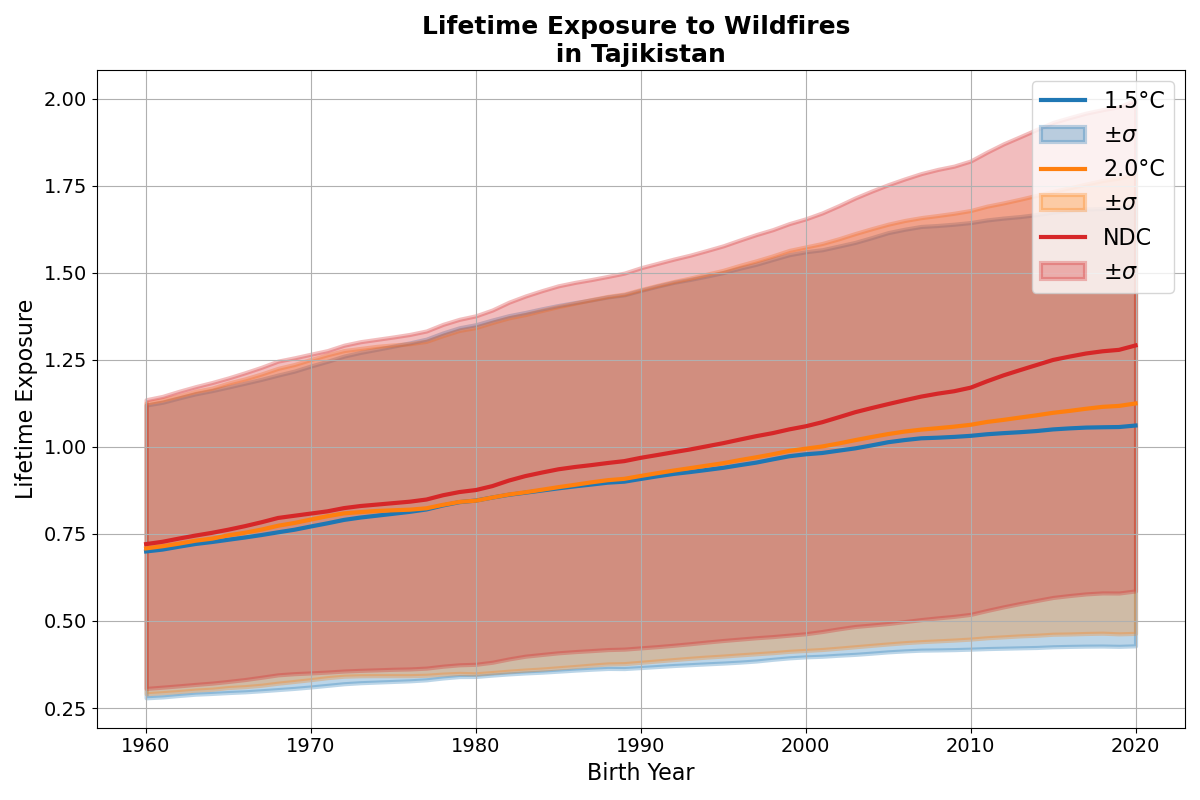 Lifetime Exposure to Wildfires
in Tajikistan
Lifetime Exposure
2.00
1.75
1.50
1.25
1.00
0.75
0.50
0.25
1.5°C
±σ
2.0°C
±σ
NDC
±σ
1960
1970
1980
1990
2000
2010
2020
Birth Year